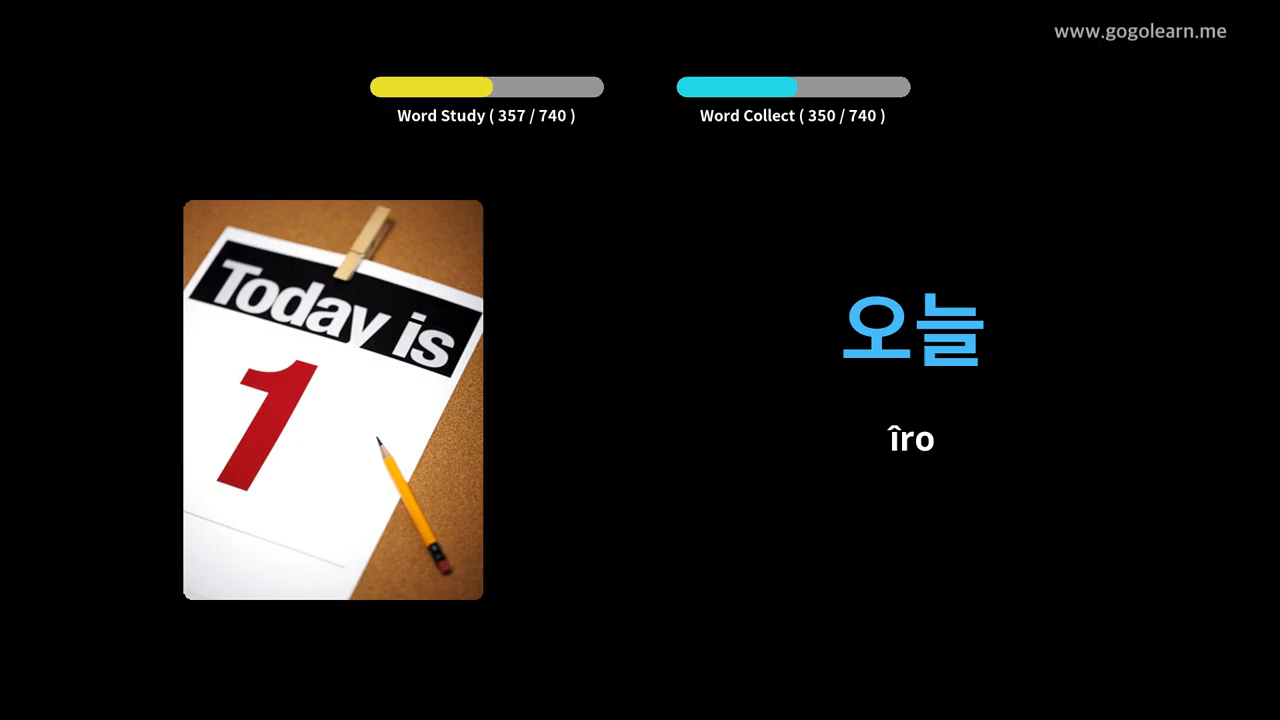 www.gogolearn.me
Word Study ( 357 / 740 )
Word Collect ( 350 / 740 )
Today is
1
오늘
îro